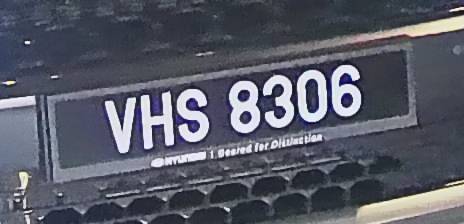 VHS 8306
HYUNDAI | Geared for Distinction